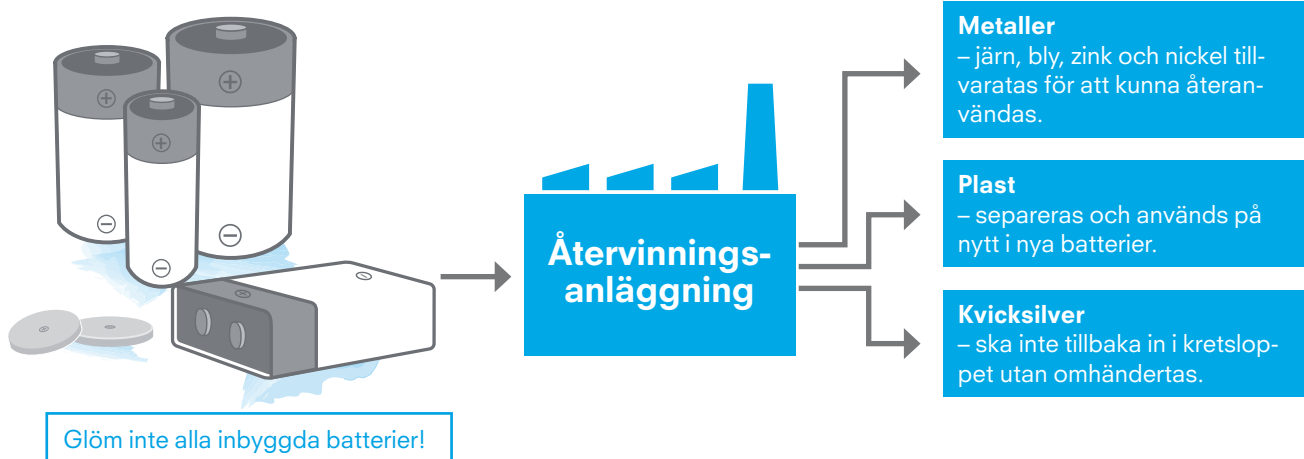 Metaller
– järn, bly, zink och nickel till-
varatas för att kunna återan-
vändas.
Återvinnings-
anläggning
Plast
– separeras och används på
nytt i nya batterier.
Kvicksilver
– ska inte tillbaka in i kretslop-
pet utan omhändertas.
Glöm inte alla inbyggda batterier!